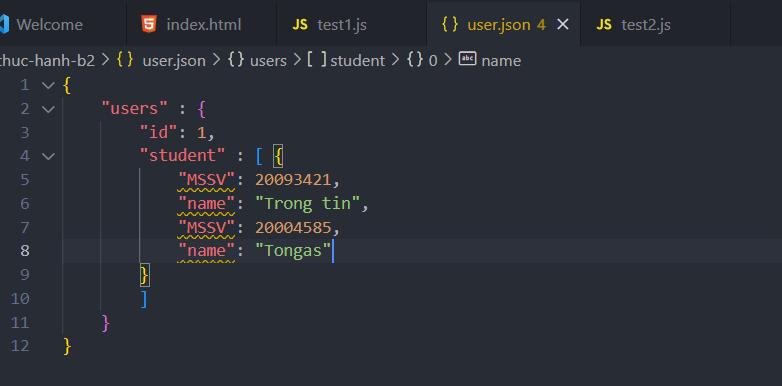 Welcome index.html JS test1.js {} user.json 4 JS test2.js
thuc-hanh-b2 > {} user.json > {} users > [ ] student > {} 0 > abc name
1 {
2 "users" : {
3 "id": 1,
4 "student" : [ {
5 "MSSV": 20093421,
6 "name": "Trong tin",
7 "MSSV": 20004585,
8 "name": "Tongas"
9 }
10 ]
11 }
12 }